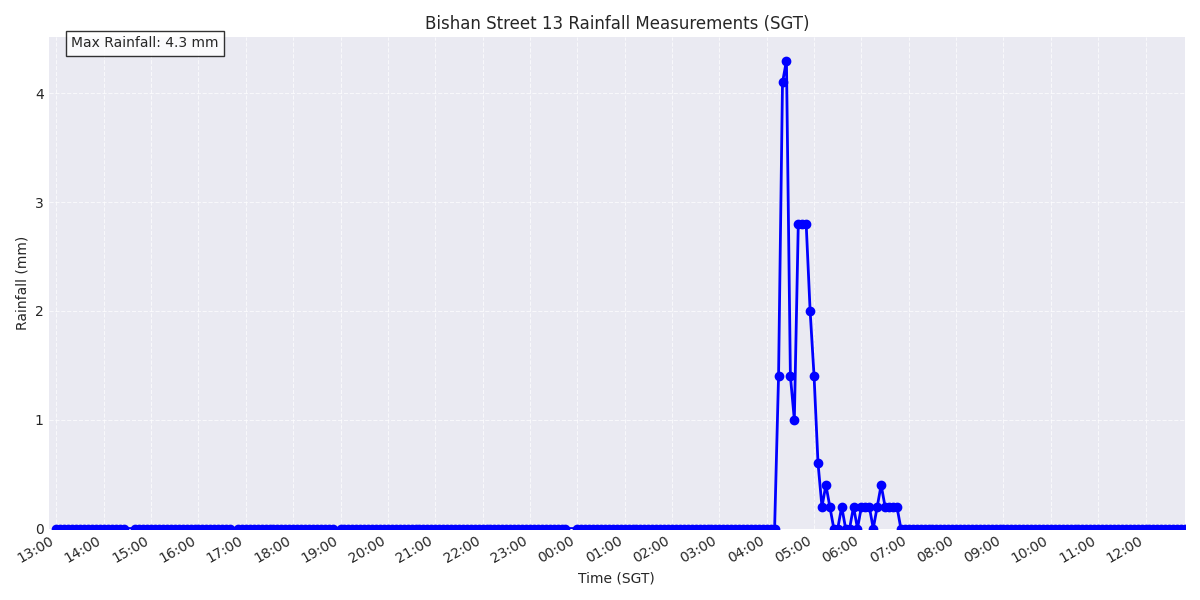 Bishan Street 13 Rainfall Measurements (SGT)
Max Rainfall: 4.3 mm
Rainfall (mm)
4
3
2
1
0
13:00 14:00 15:00 16:00 17:00 18:00 19:00 20:00 21:00 22:00 23:00 00:00 01:00 02:00 03:00 04:00 05:00 06:00 07:00 08:00 09:00 10:00 11:00 12:00
Time (SGT)